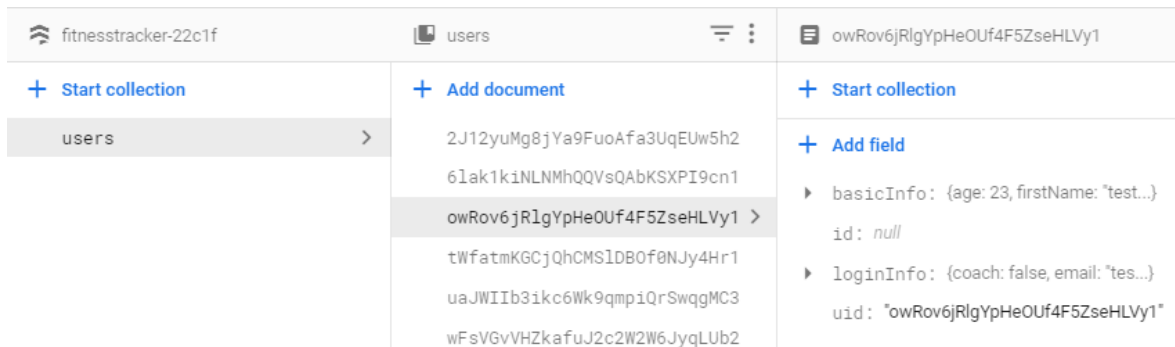 fitnesstracker-22c1f
users
owRov6jRlgYpHeOUf4F5ZseHLVy1
+ Start collection
+ Add document
+ Start collection
users
2J12yuMg8jYa9FuoAfa3UqEUw5h2
6lak1kiNLNMhQQVsQAbKSXPI9cn1
owRov6jRlgYpHeOUf4F5ZseHLVy1
tWfatmKGCjQhCMSlDBOf0NJy4Hr1
uaJWIIb3ikc6Wk9qmpiQrSwqgMC3
wFsVGvVHZkafuJ2c2W2W6JyqLUb2
+ Add field
basicInfo: {age: 23, firstName: "test...}
id: null
loginInfo: {coach: false, email: "tes...}
uid: "owRov6jRlgYpHeOUf4F5ZseHLVy1"